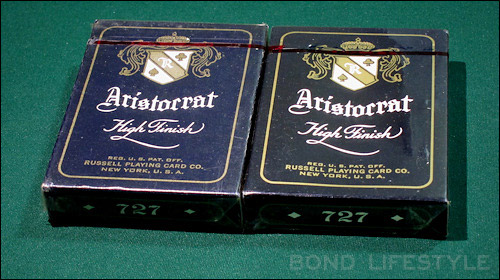 Aristocrat
High Finish
REG. U. S. PAT. OFF.
RUSSELL PLAYING CARD CO.
NEW YORK, U. S. A.
727
Aristocrat
High Finish
REG. U. S. PAT. OFF.
RUSSELL PLAYING CARD CO.
NEW YORK, U. S. A.
727
BOND LIFESTYLE